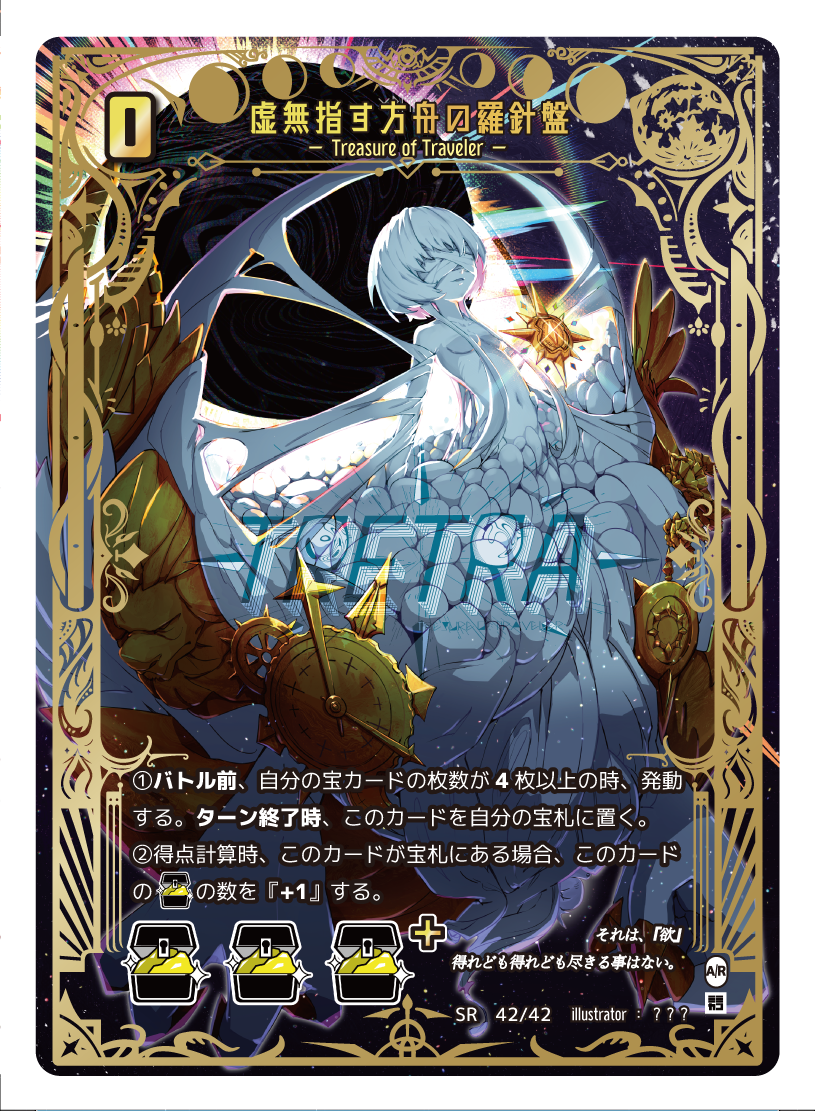 0
虚無指す方舟の羅針盤
— Treasure of Traveler —
TRETRA
①バトル前、自分の宝カードの枚数が4枚以上の時、発動
する。ターン終了時、このカードを自分の宝札に置く。
②得点計算時、このカードが宝札にある場合、このカード
の の数を『+1』する。
+
それは、『欲』
得れども得れども尽きる事はない。
A/R
SR 42/42 illustrator : ???